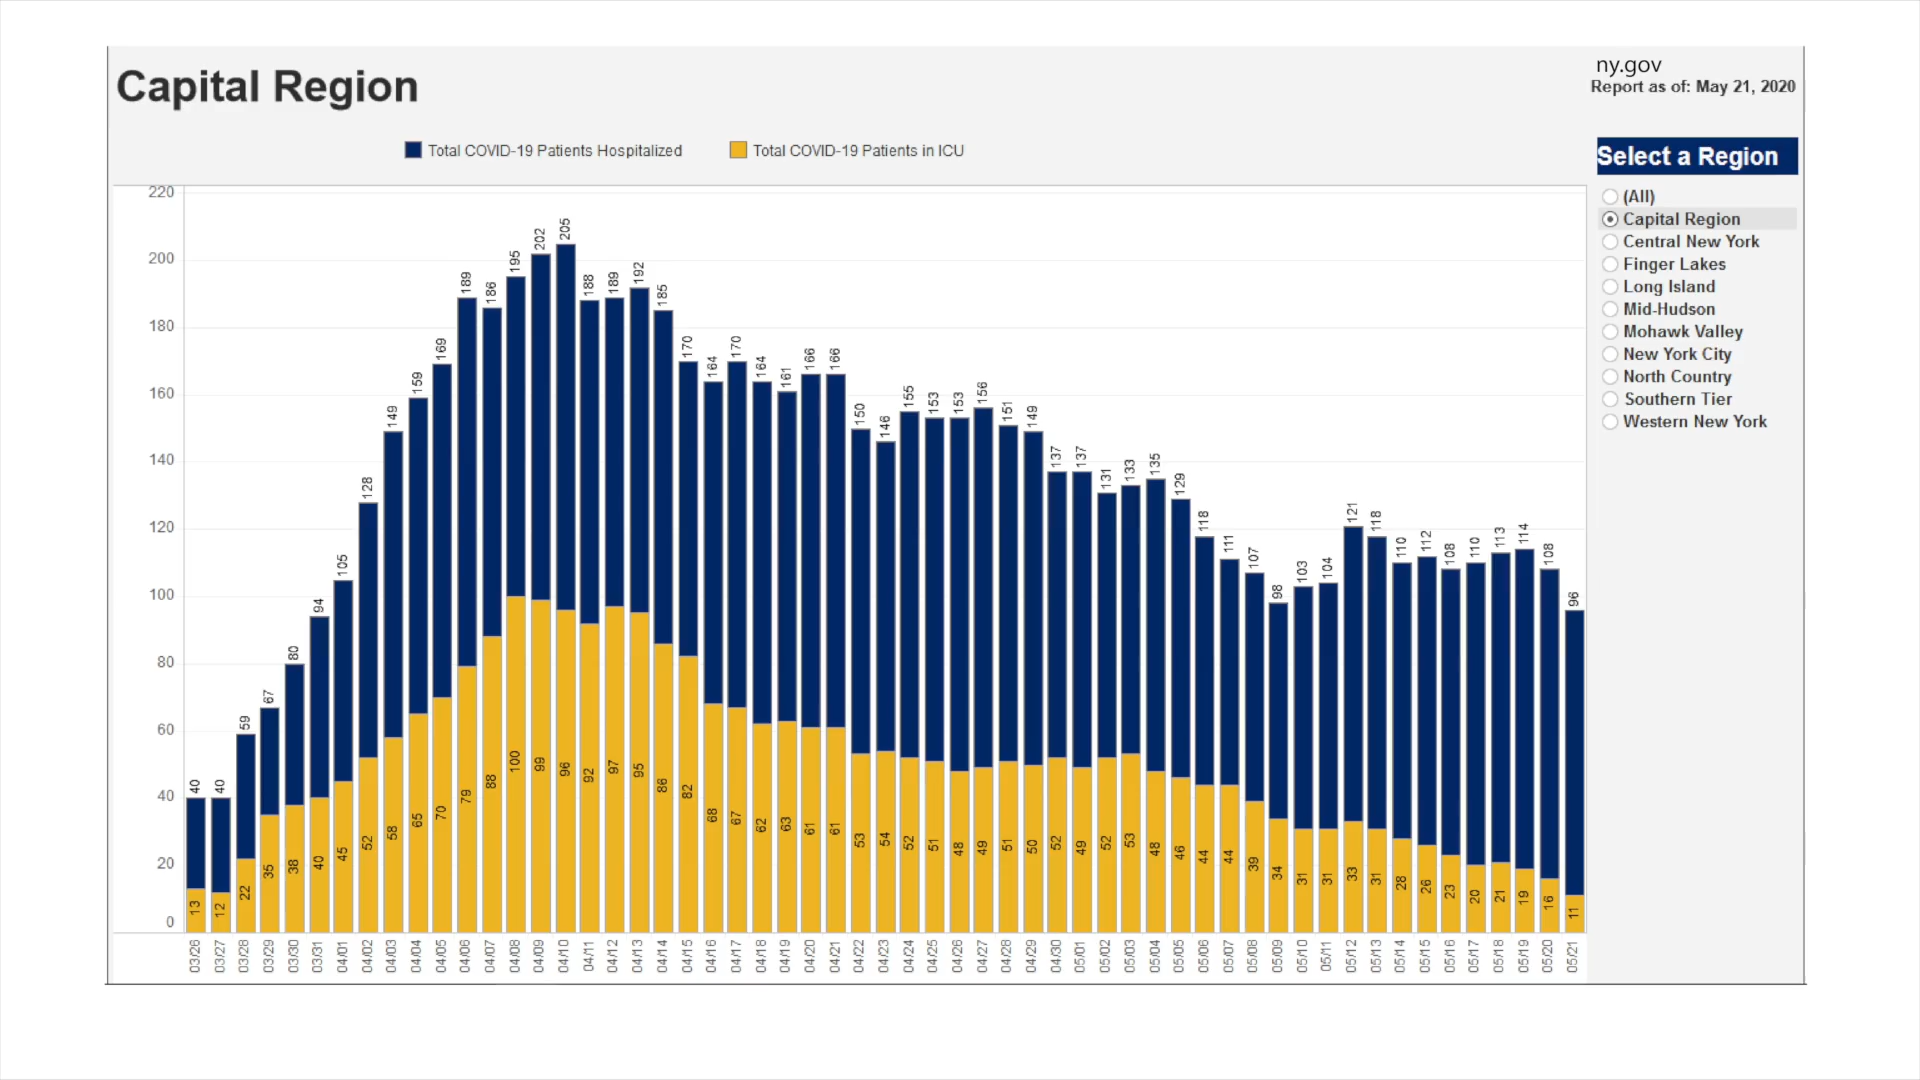 Capital Region
ny.gov
Report as of: May 21, 2020
Total COVID-19 Patients Hospitalized Total COVID-19 Patients in ICU
Select a Region
(All)
Capital Region
Central New York
Finger Lakes
Long Island
Mid-Hudson
Mohawk Valley
New York City
North Country
Southern Tier
Western New York
220
200
180
160
140
120
100
80
60
40
20
0
40 40 59 67 80 94 105 128 149 159 169 189 186 195 202 205 188 189 192 185 170 164 170 164 161 166 166 150 146 155 153 153 156 151 149 137 137 131 133 135 129 118 111 107 98 103 104 121 118 110 112 108 110 113 114 108 96
13 12 22 35 38 40 45 52 58 65 70 79 88 100 99 96 92 97 95 86 82 68 67 62 63 61 61 53 54 52 51 48 49 51 50 52 49 52 53 48 46 44 44 39 34 31 31 33 31 28 26 23 20 21 19 16 11
03/26 03/27 03/28 03/29 03/30 03/31 04/01 04/02 04/03 04/04 04/05 04/06 04/07 04/08 04/09 04/10 04/11 04/12 04/13 04/14 04/15 04/16 04/17 04/18 04/19 04/20 04/21 04/22 04/23 04/24 04/25 04/26 04/27 04/28 04/29 04/30 05/01 05/02 05/03 05/04 05/05 05/06 05/07 05/08 05/09 05/10 05/11 05/12 05/13 05/14 05/15 05/16 05/17 05/18 05/19 05/20 05/21